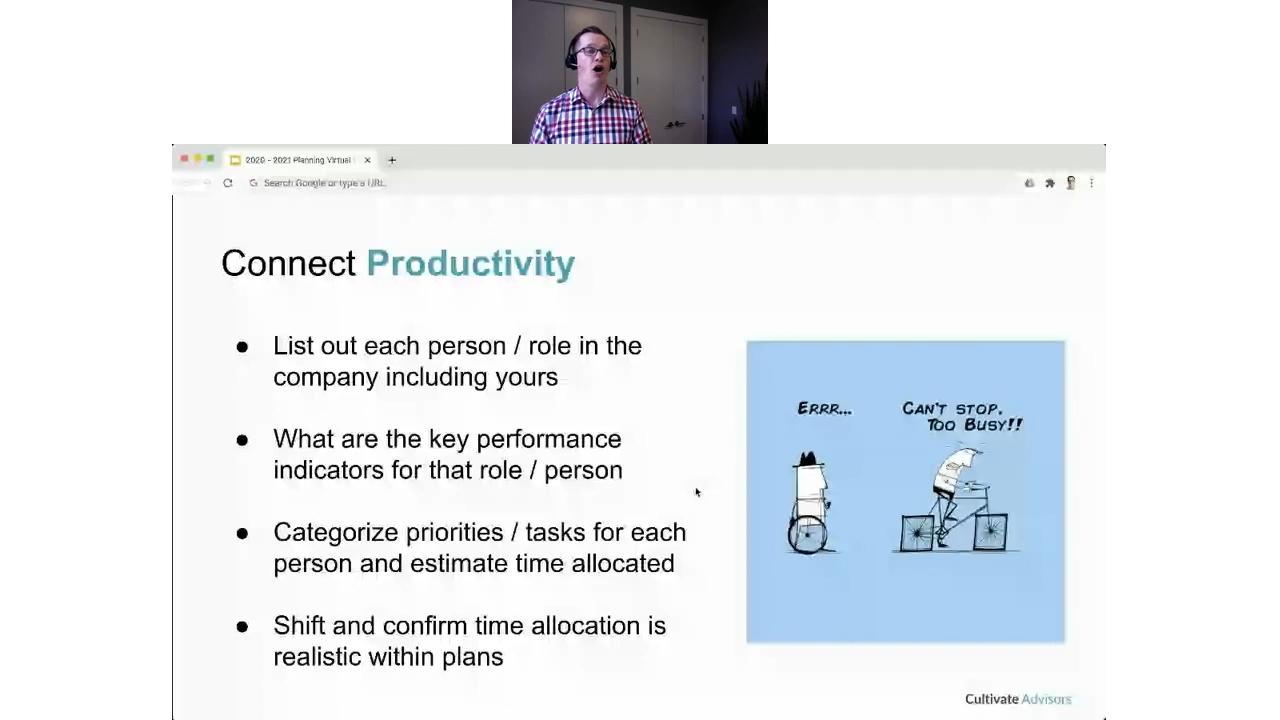 2020 - 2021 Planning Virtual
Search Google or type a URL
Connect Productivity
● List out each person / role in the
company including yours
● What are the key performance
indicators for that role / person
● Categorize priorities / tasks for each
person and estimate time allocated
● Shift and confirm time allocation is
realistic within plans
ERRR...
CAN'T STOP.
TOO BUSY!!
Cultivate Advisors